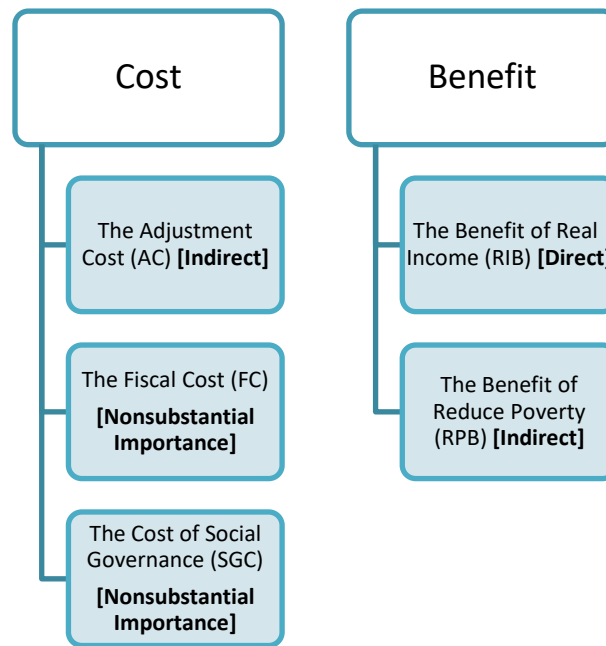 Cost
The Adjustment
Cost (AC) [Indirect]
The Fiscal Cost (FC)
[Nonsubstantial
Importance]
The Cost of Social
Governance (SGC)
[Nonsubstantial
Importance]
Benefit
The Benefit of Real
Income (RIB) [Direct]
The Benefit of
Reduce Poverty
(RPB) [Indirect]